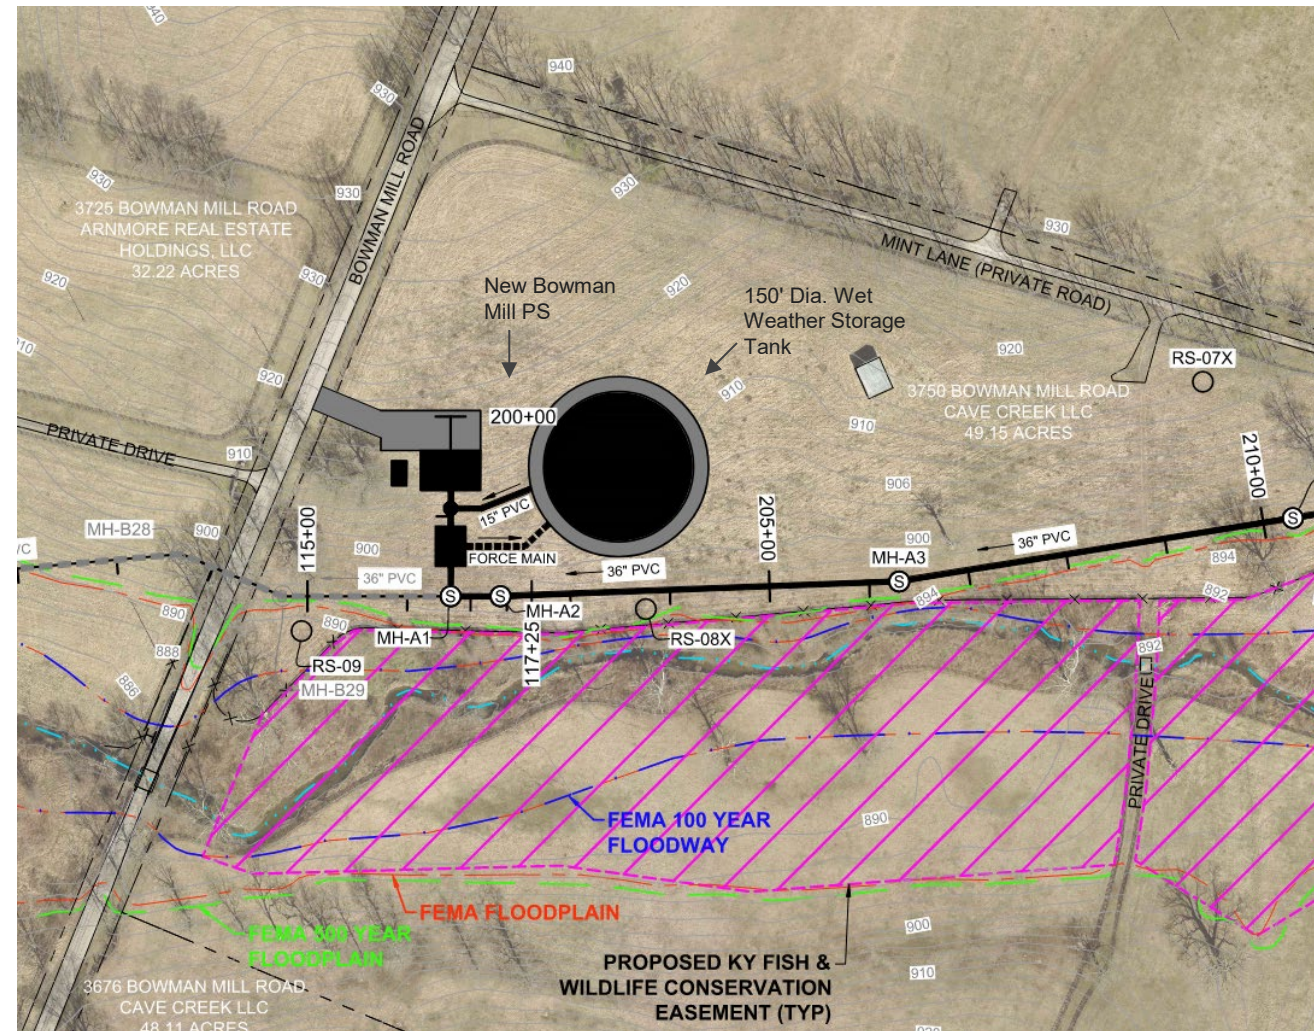 940
940
930
BOWMAN MILL ROAD
930
930
930
3725 BOWMAN MILL ROAD
ARNMORE REAL ESTATE
HOLDINGS, LLC
32.22 ACRES
930
930
MINT LANE (PRIVATE ROAD)
920
920
New Bowman
Mill PS
150' Dia. Wet
Weather Storage
Tank
910
920
920
RS-07X
910
3750 BOWMAN MILL ROAD
CAVE CREEK LLC
49.15 ACRES
200+00
910
PRIVATE DRIVE
910
210+00
906
115+00
15" PVC
205+00
MH-B28
900
900
900
36" PVC
FORCE MAIN
36" PVC
MH-A3
894
36" PVC
S
S
S
S
894
892
890
890
MH-A1
MH-A2
117+25
RS-08X
888
RS-09
892
886
MH-B29
PRIVATE DRIVE
FEMA 100 YEAR
FLOODWAY
890
FEMA FLOODPLAIN
FEMA 500 YEAR
FLOODPLAIN
900
PROPOSED KY FISH &
WILDLIFE CONSERVATION
EASEMENT (TYP)
910
3676 BOWMAN MILL ROAD
CAVE CREEK LLC
48.11 ACRES